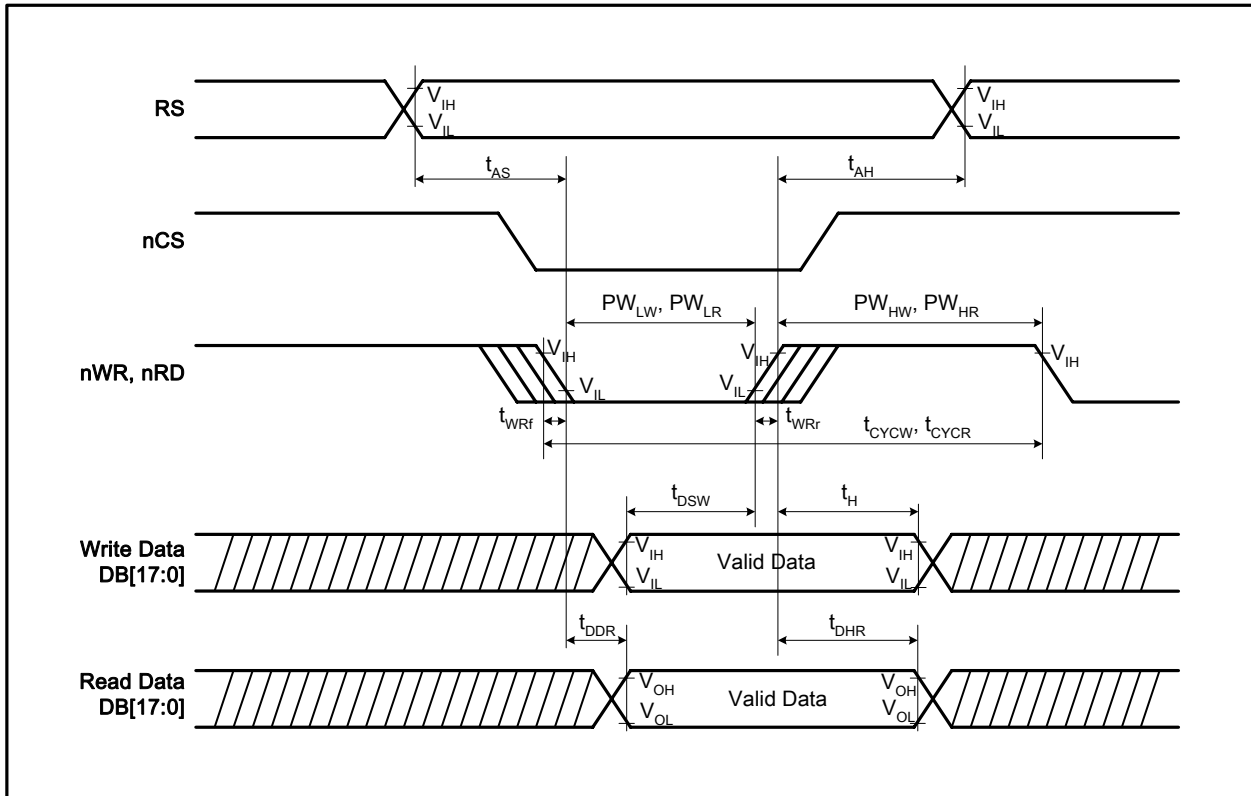 RS
V_IH
V_IL
V_IH
V_IL
t_AS
t_AH
nCS
PW_LW, PW_LR
PW_HW, PW_HR
nWR, nRD
V_IH
V_IL
V_IH
V_IL
V_IH
t_WRf
t_WRr
t_CYCW, t_CYCR
t_DSW
t_H
Write Data
DB[17:0]
V_IH
V_IL
Valid Data
V_IH
V_IL
t_DDR
t_DHR
Read Data
DB[17:0]
V_OH
V_OL
Valid Data
V_OH
V_OL